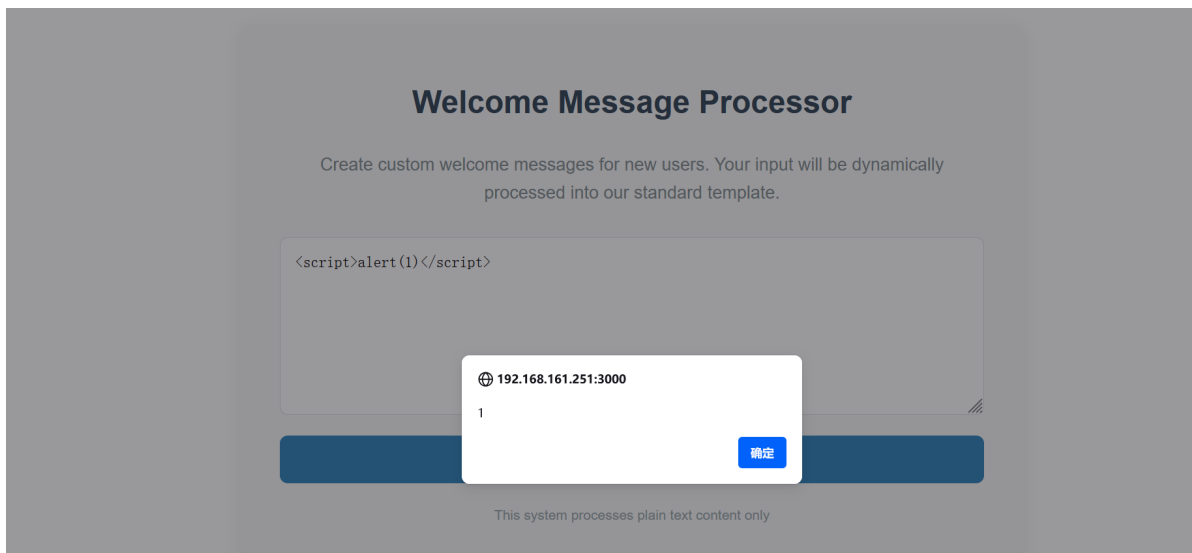 Welcome Message Processor
Create custom welcome messages for new users. Your input will be dynamically
processed into our standard template.
<script>alert(1)</script>
192.168.161.251:3000
1
确定
This system processes plain text content only